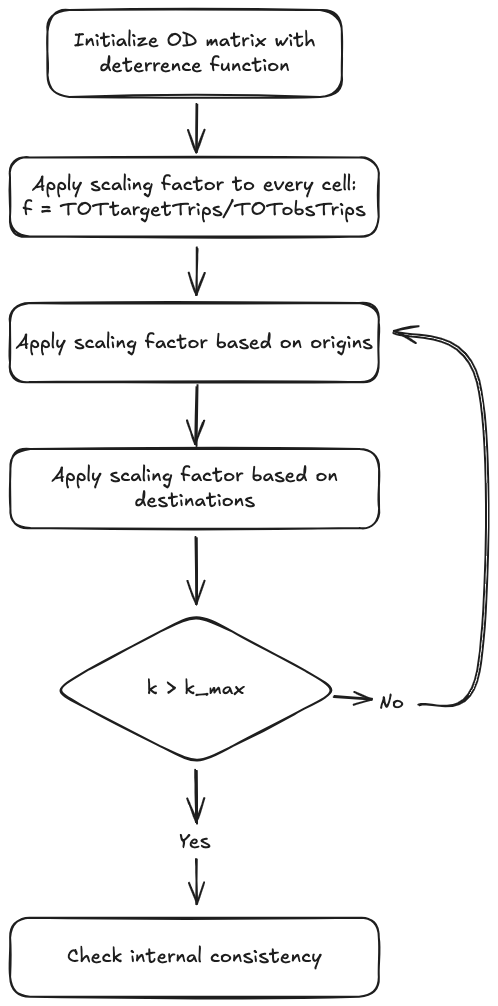 Initialize OD matrix with
deterrence function
Apply scaling factor to every cell:
f = TOTtargetTrips/TOTobsTrips
Apply scaling factor based on origins
Apply scaling factor based on
destinations
k > k_max
No
Yes
Check internal consistency